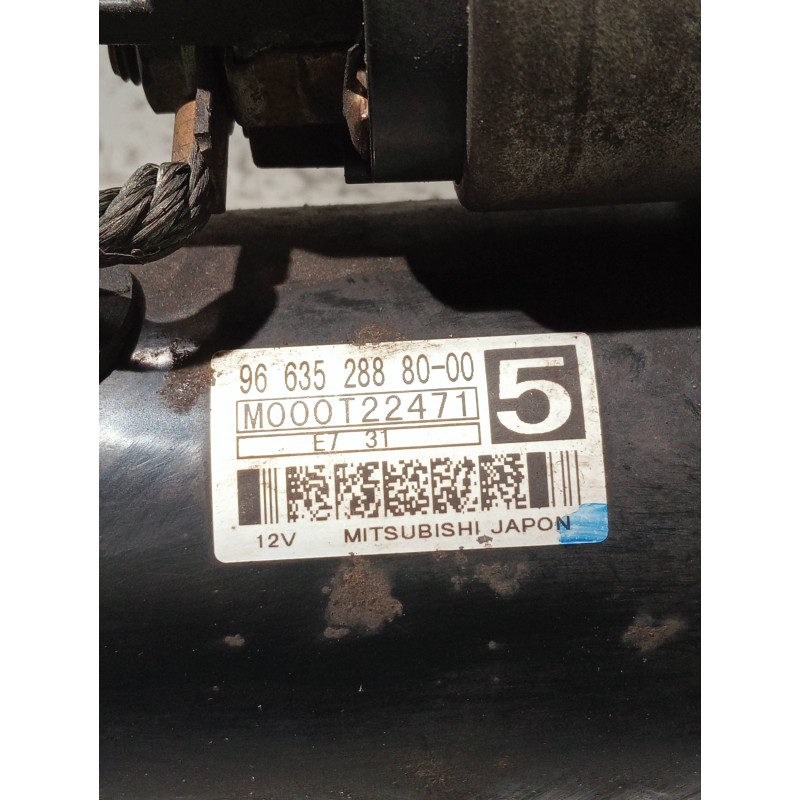 96 635 288 80-00
5
M000T22471
E7 31
12V MITSUBISHI JAPON